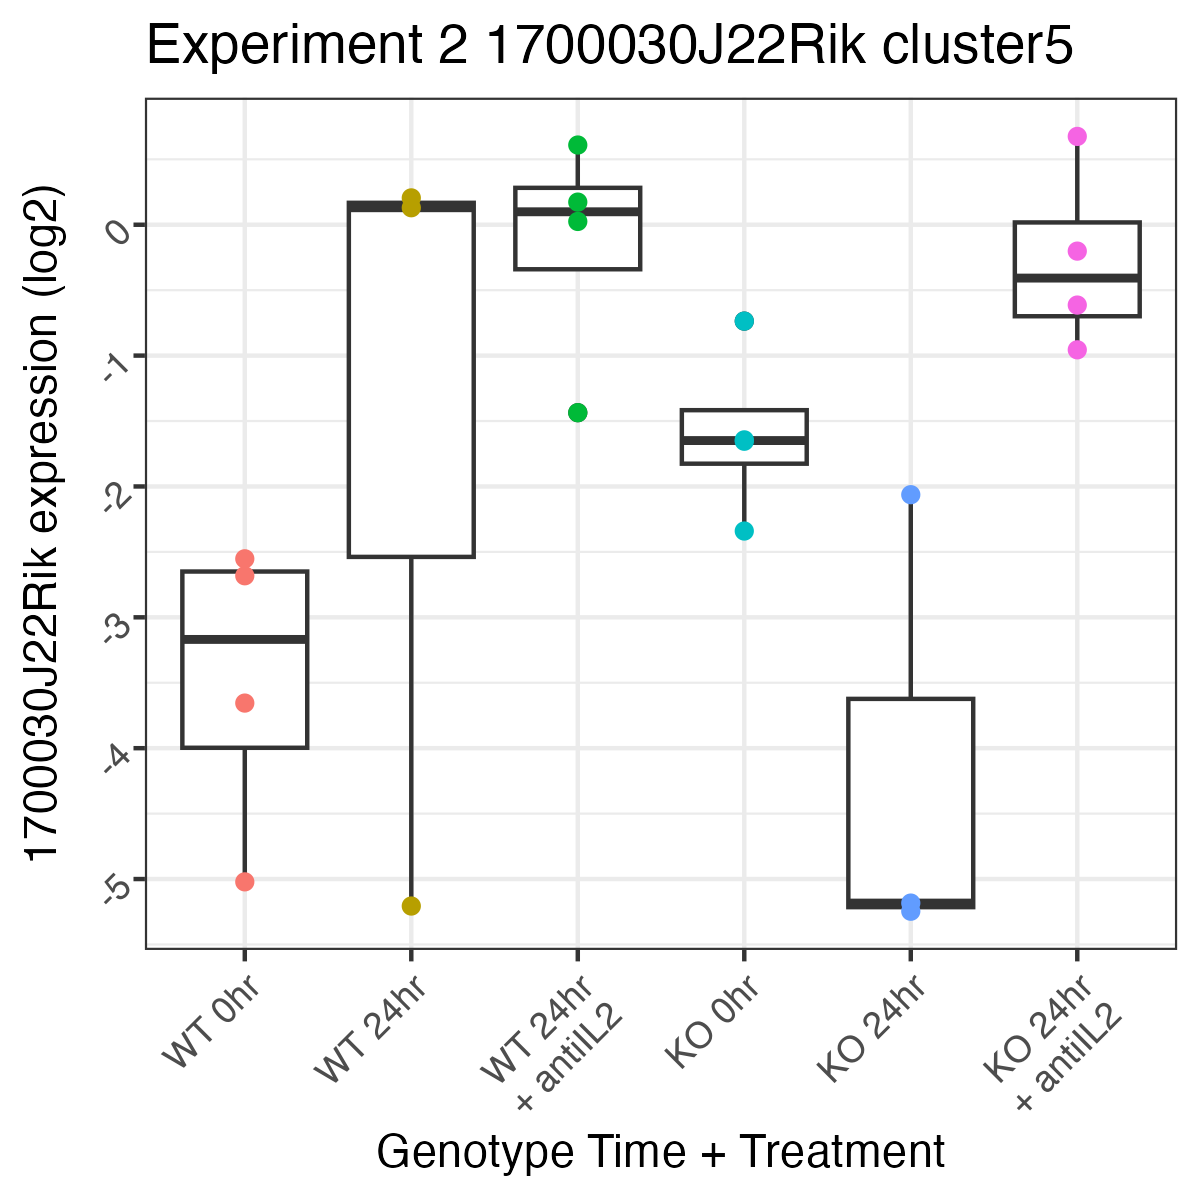 Experiment 2 1700030J22Rik cluster5
1700030J22Rik expression (log2)
0
-1
-2
-3
-4
-5
WT 0hr
WT 24hr
WT 24hr
+ antiIL2
KO 0hr
KO 24hr
KO 24hr
+ antiIL2
Genotype Time + Treatment